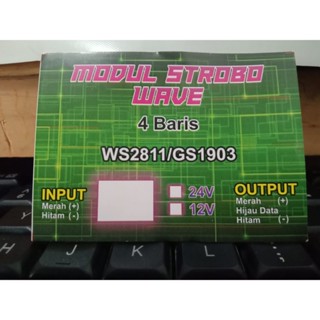 MODUL STROBO
WAVE
4 Baris
WS2811/GS1903
INPUT
Merah (+)
Hitam (-)
24V
12V
OUTPUT
Merah (+)
Hijau Data
Hitam (-)
H
J
K
L